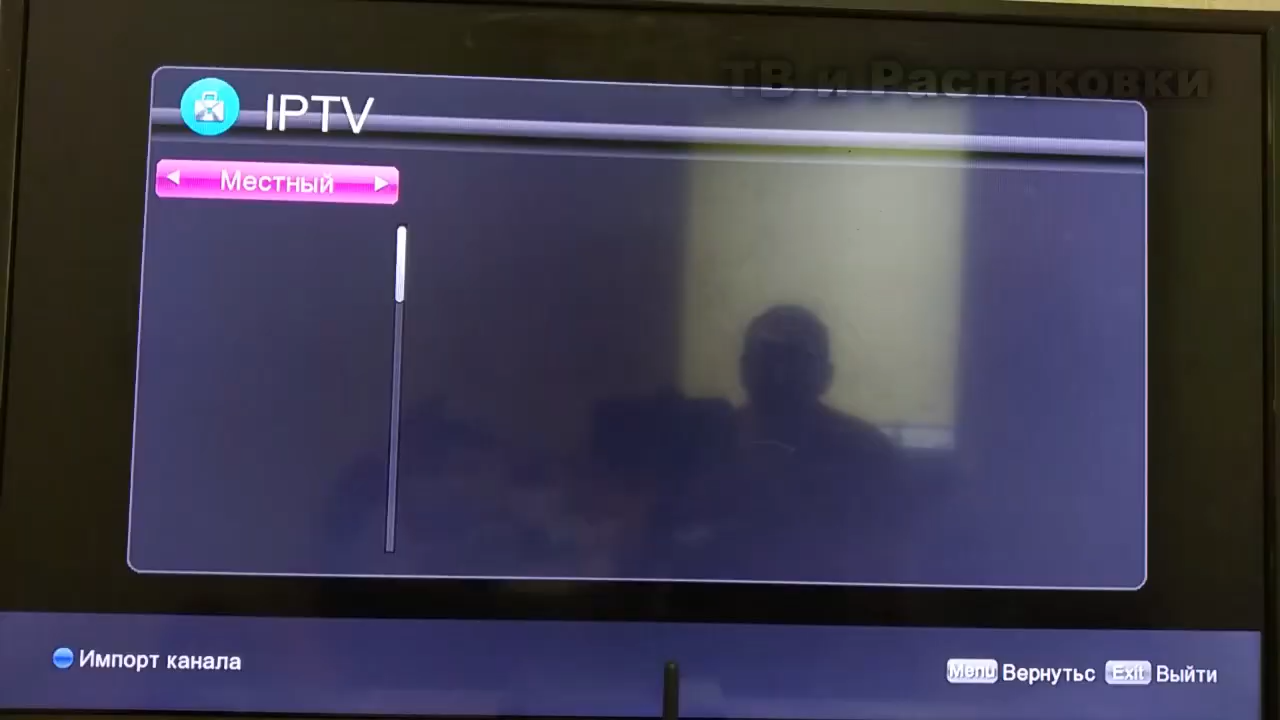 ТВ и Распаковки
IPTV
Местный
Импорт канала
Menu Вернутьс Exit Выйти